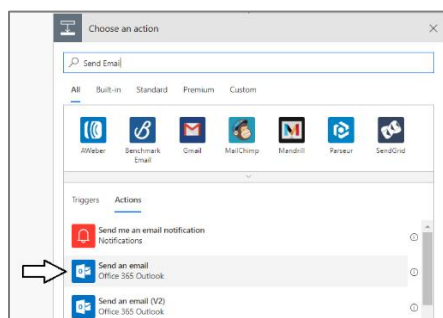 Choose an action
Send Email
All Built-in Standard Premium Custom
AWeber Benchmark Email Gmail MailChimp Mandrill Parseur SendGrid
Triggers Actions
Send me an email notification
Notifications
Send an email
Office 365 Outlook
Send an email (V2)
Office 365 Outlook